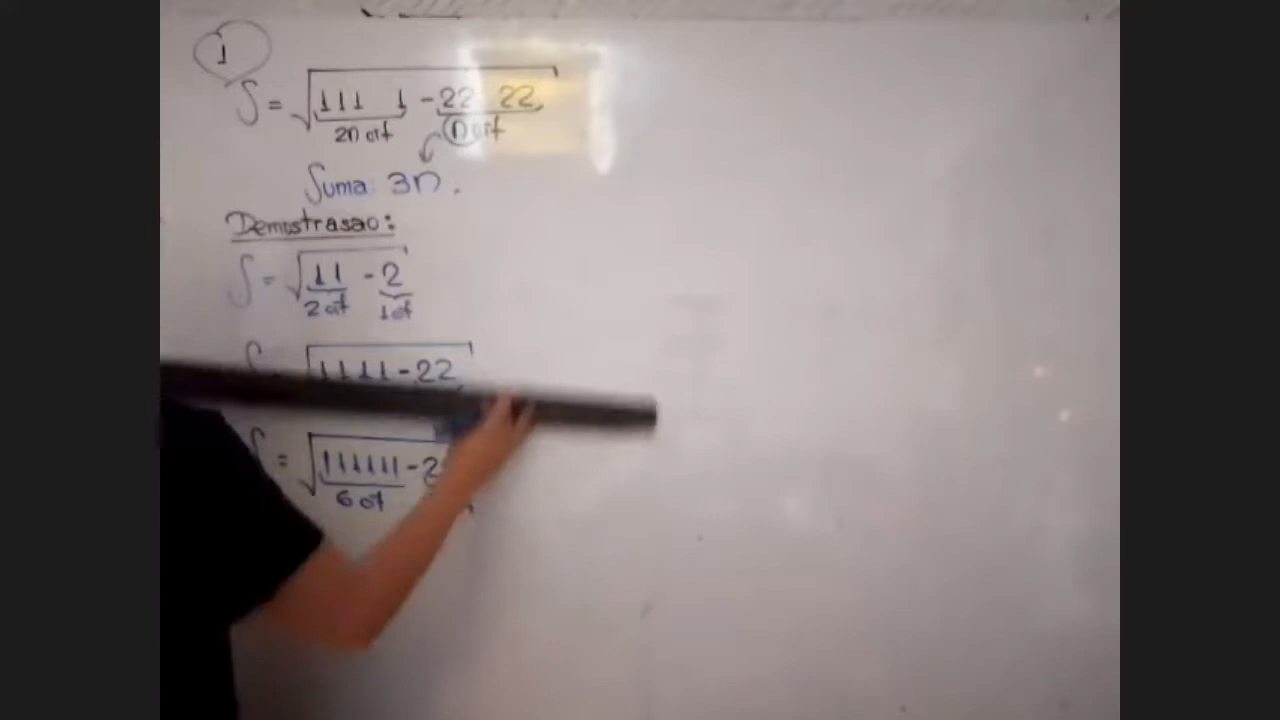 1
S = √111 1 - 22 22
2n cif n cif
Suma: 3n.
Demostrasao:
S = √11 - 2
2 cif 1 cif
√1111 - 22
= √111111 - 2
6 cif